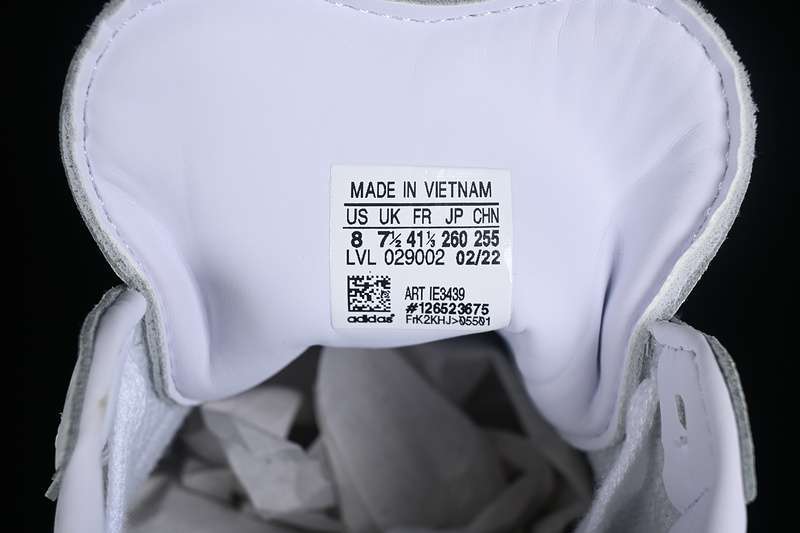 MADE IN VIETNAM
US UK FR JP CHN
8 7½ 41⅓ 260 255
LVL 029002 02/22
ART IE3439
#126523675
adidas® FrK2KHJ>05501